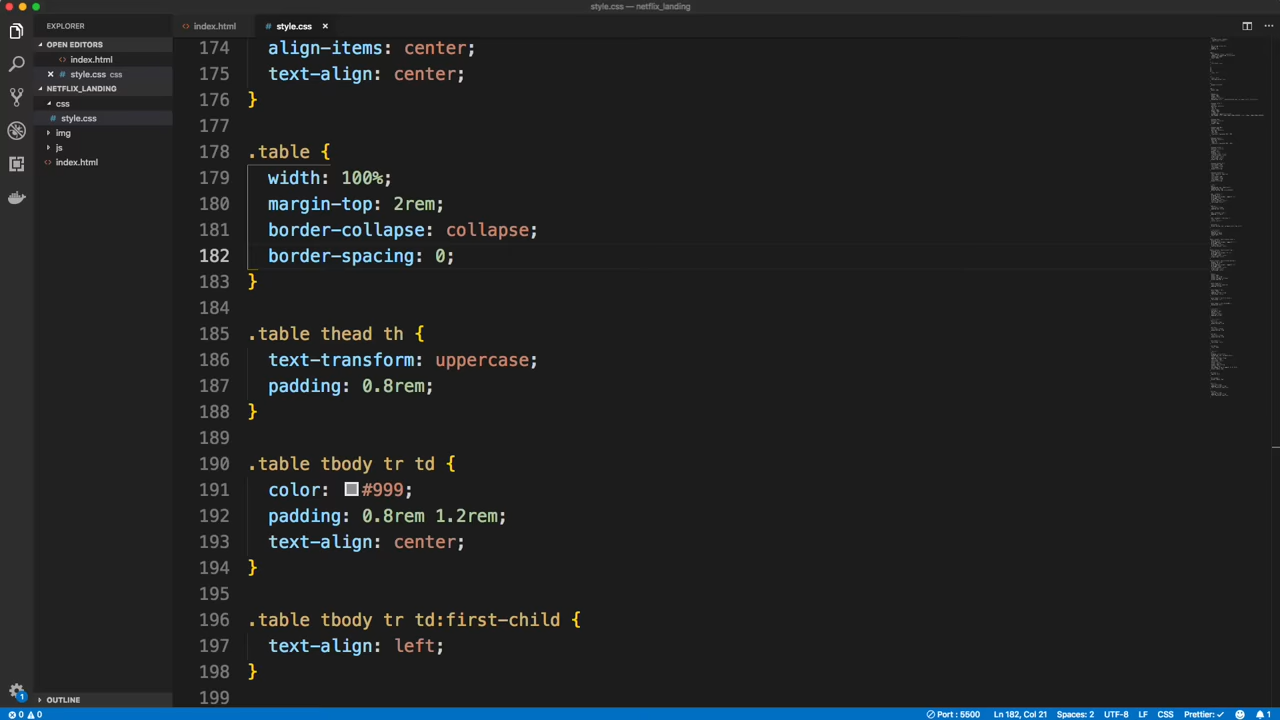 style.css — netflix_landing
EXPLORER
OPEN EDITORS
index.html
style.css css
NETFLIX_LANDING
css
style.css
img
js
index.html
OUTLINE
index.html
style.css
174 align-items: center;
175 text-align: center;
176 }
177
178 .table {
179 width: 100%;
180 margin-top: 2rem;
181 border-collapse: collapse;
182 border-spacing: 0;
183 }
184
185 .table thead th {
186 text-transform: uppercase;
187 padding: 0.8rem;
188 }
189
190 .table tbody tr td {
191 color: #999;
192 padding: 0.8rem 1.2rem;
193 text-align: center;
194 }
195
196 .table tbody tr td:first-child {
197 text-align: left;
198 }
199
1
0 0 Port : 5500 Ln 182, Col 21 Spaces: 2 UTF-8 LF CSS Prettier: ✓ 1